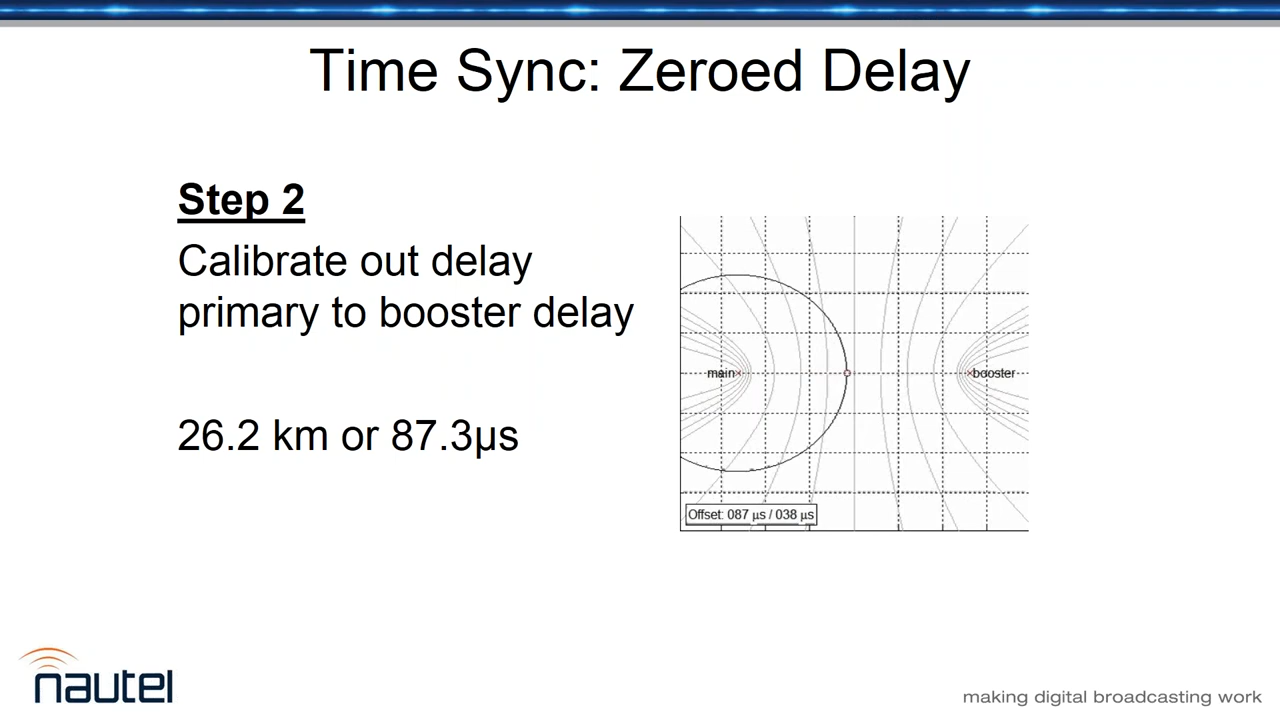 Time Sync: Zeroed Delay
Step 2
Calibrate out delay
primary to booster delay
26.2 km or 87.3µs
main
booster
Offset: 087 µs / 038 µs
nautel
making digital broadcasting work